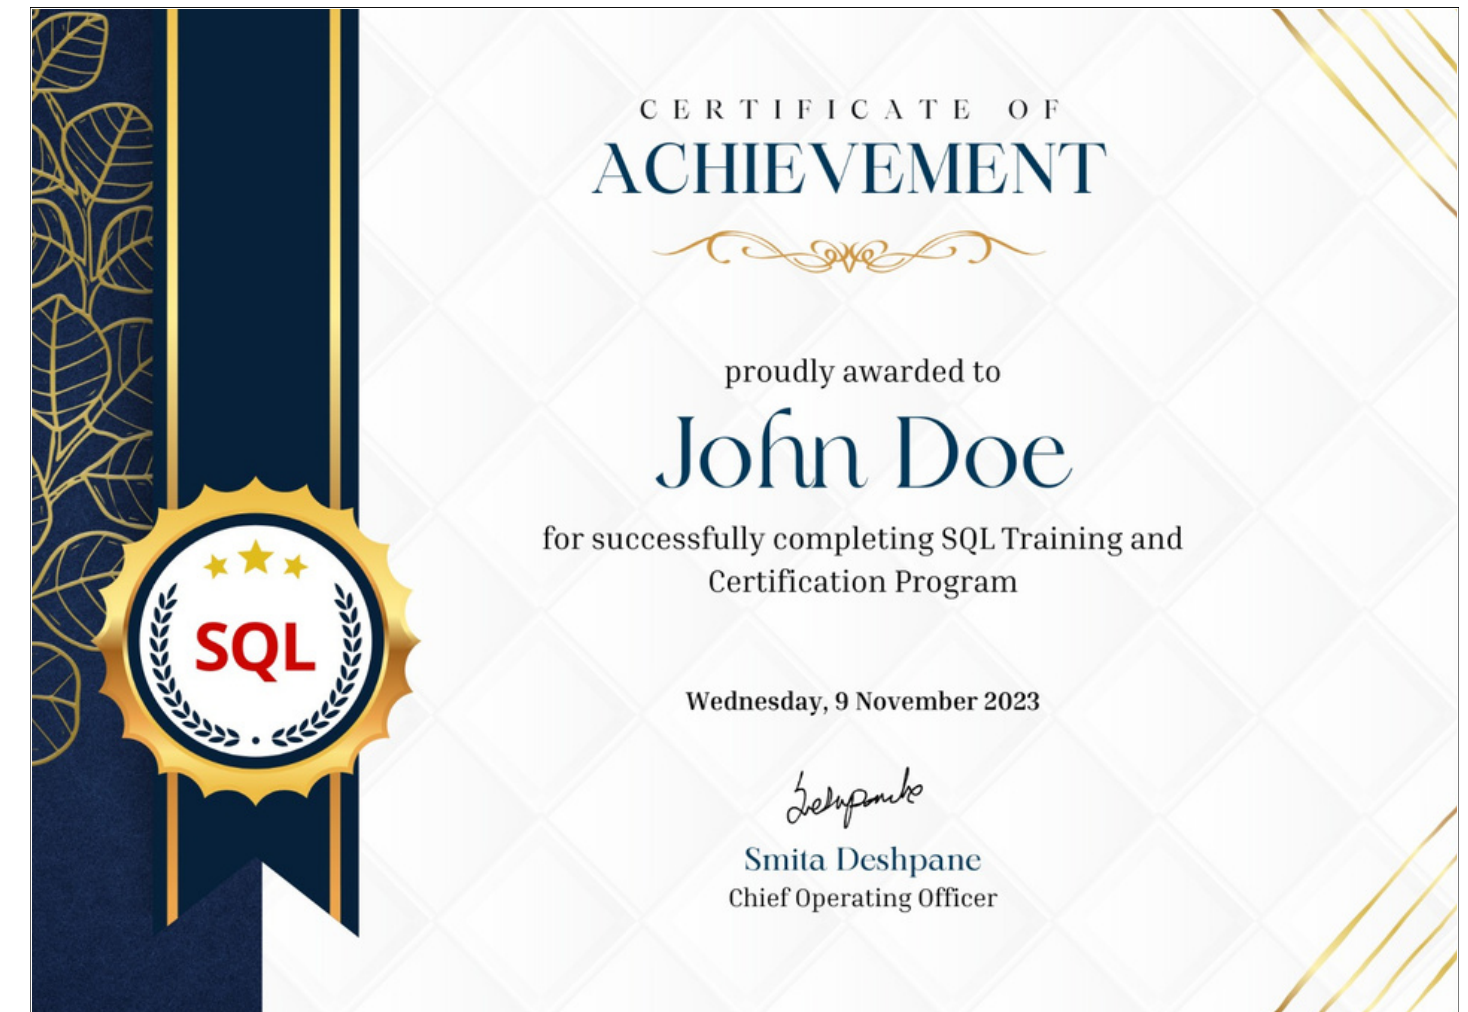 CERTIFICATE OF
ACHIEVEMENT
proudly awarded to
John Doe
for successfully completing SQL Training and
Certification Program
SQL
Wednesday, 9 November 2023
Smita Deshpane
Chief Operating Officer